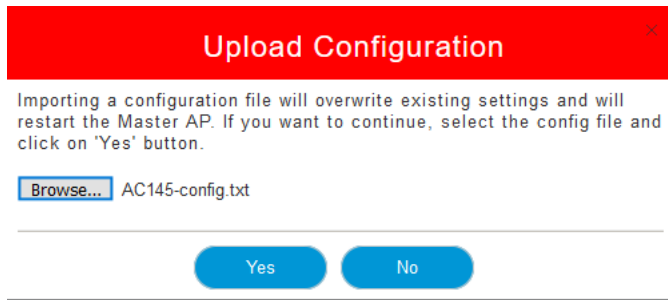 Upload Configuration
×
Importing a configuration file will overwrite existing settings and will
restart the Master AP. If you want to continue, select the config file and
click on 'Yes' button.
Browse... AC145-config.txt
Yes No